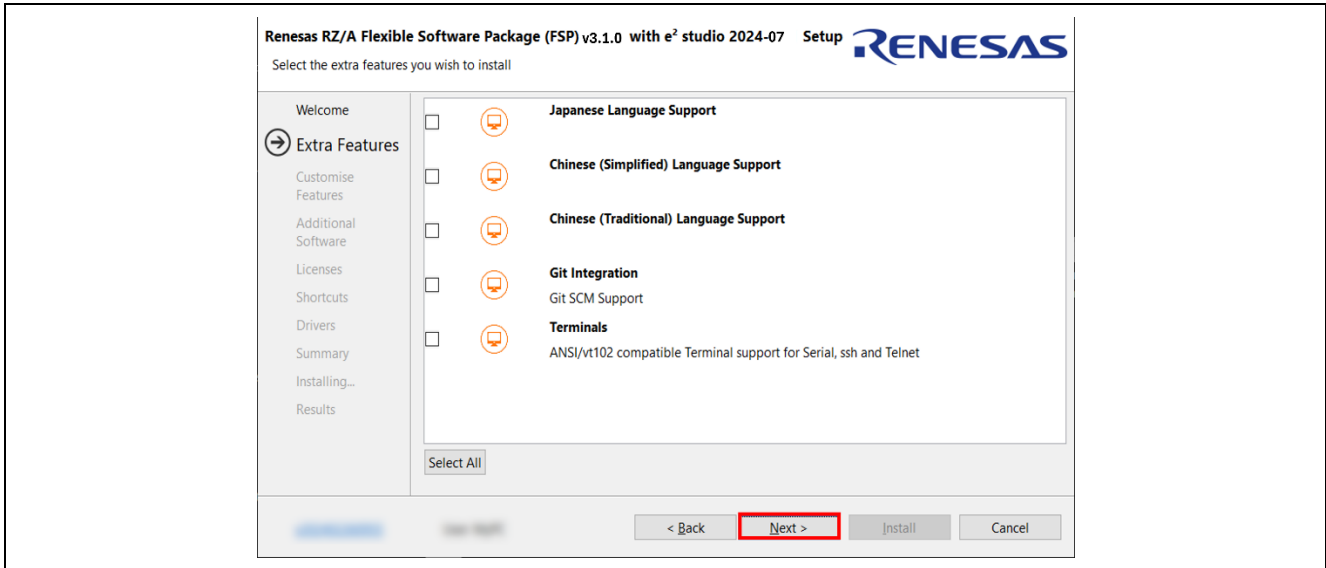 Renesas RZ/A Flexible Software Package (FSP) v3.1.0 with e² studio 2024-07 Setup
RENESAS
Select the extra features you wish to install
Welcome
Extra Features
Customise
Features
Additional
Software
Licenses
Shortcuts
Drivers
Summary
Installing...
Results
Japanese Language Support
Chinese (Simplified) Language Support
Chinese (Traditional) Language Support
Git Integration
Git SCM Support
Terminals
ANSI/vt102 compatible Terminal support for Serial, ssh and Telnet
Select All
< Back Next > Install Cancel